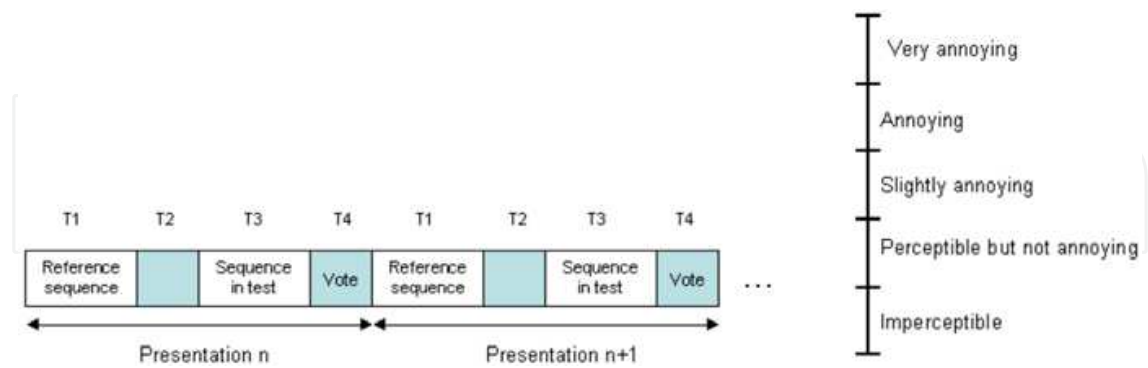 Very annoying
Annoying
Slightly annoying
Perceptible but not annoying
Imperceptible
T1 T2 T3 T4 T1 T2 T3 T4
Reference
sequence
Sequence
in test
Vote
Reference
sequence
Sequence
in test
Vote
...
Presentation n
Presentation n+1